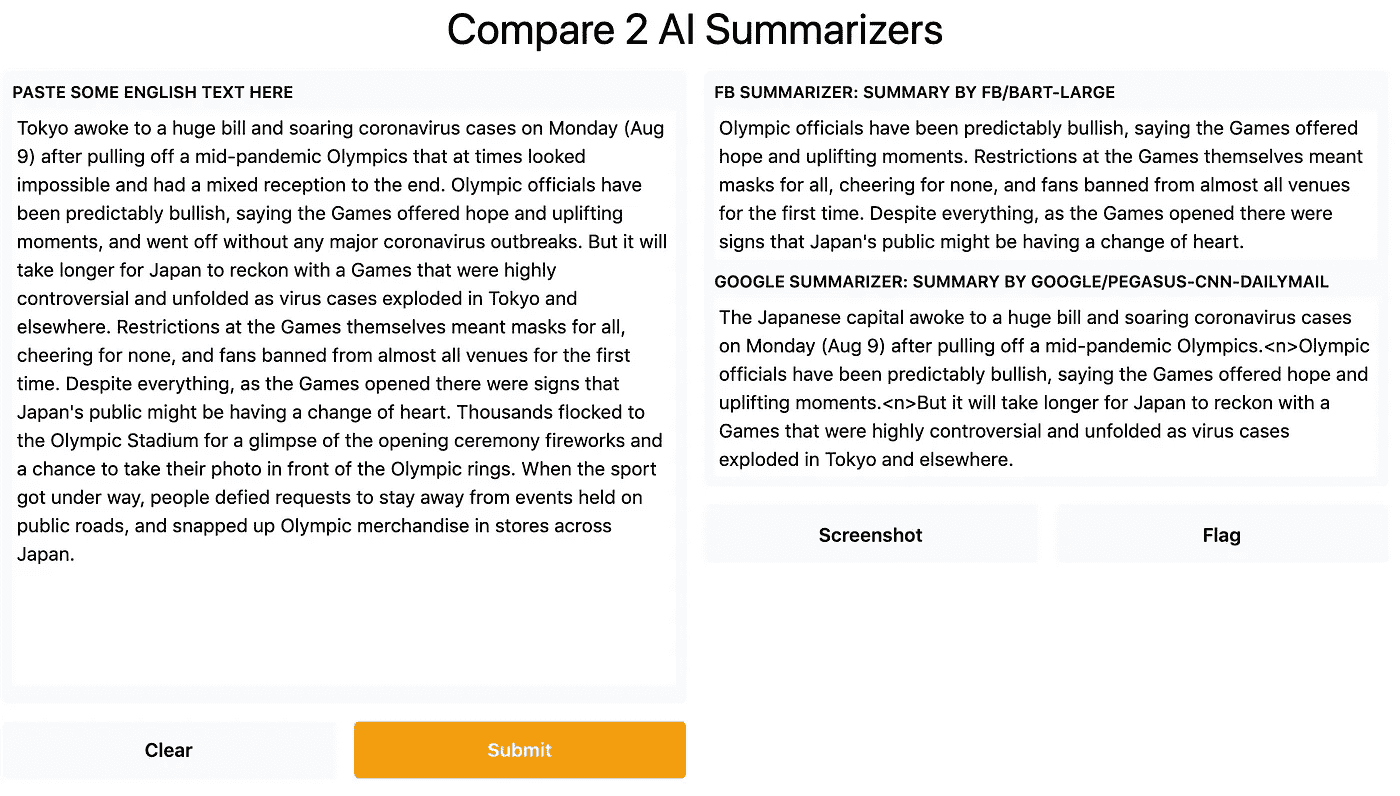 Compare 2 AI Summarizers
PASTE SOME ENGLISH TEXT HERE
Tokyo awoke to a huge bill and soaring coronavirus cases on Monday (Aug
9) after pulling off a mid-pandemic Olympics that at times looked
impossible and had a mixed reception to the end. Olympic officials have
been predictably bullish, saying the Games offered hope and uplifting
moments, and went off without any major coronavirus outbreaks. But it will
take longer for Japan to reckon with a Games that were highly
controversial and unfolded as virus cases exploded in Tokyo and
elsewhere. Restrictions at the Games themselves meant masks for all,
cheering for none, and fans banned from almost all venues for the first
time. Despite everything, as the Games opened there were signs that
Japan's public might be having a change of heart. Thousands flocked to
the Olympic Stadium for a glimpse of the opening ceremony fireworks and
a chance to take their photo in front of the Olympic rings. When the sport
got under way, people defied requests to stay away from events held on
public roads, and snapped up Olympic merchandise in stores across
Japan.
Clear
Submit
FB SUMMARIZER: SUMMARY BY FB/BART-LARGE
Olympic officials have been predictably bullish, saying the Games offered
hope and uplifting moments. Restrictions at the Games themselves meant
masks for all, cheering for none, and fans banned from almost all venues
for the first time. Despite everything, as the Games opened there were
signs that Japan's public might be having a change of heart.
GOOGLE SUMMARIZER: SUMMARY BY GOOGLE/PEGASUS-CNN-DAILYMAIL
The Japanese capital awoke to a huge bill and soaring coronavirus cases
on Monday (Aug 9) after pulling off a mid-pandemic Olympics.<n>Olympic
officials have been predictably bullish, saying the Games offered hope and
uplifting moments.<n>But it will take longer for Japan to reckon with a
Games that were highly controversial and unfolded as virus cases
exploded in Tokyo and elsewhere.
Screenshot
Flag